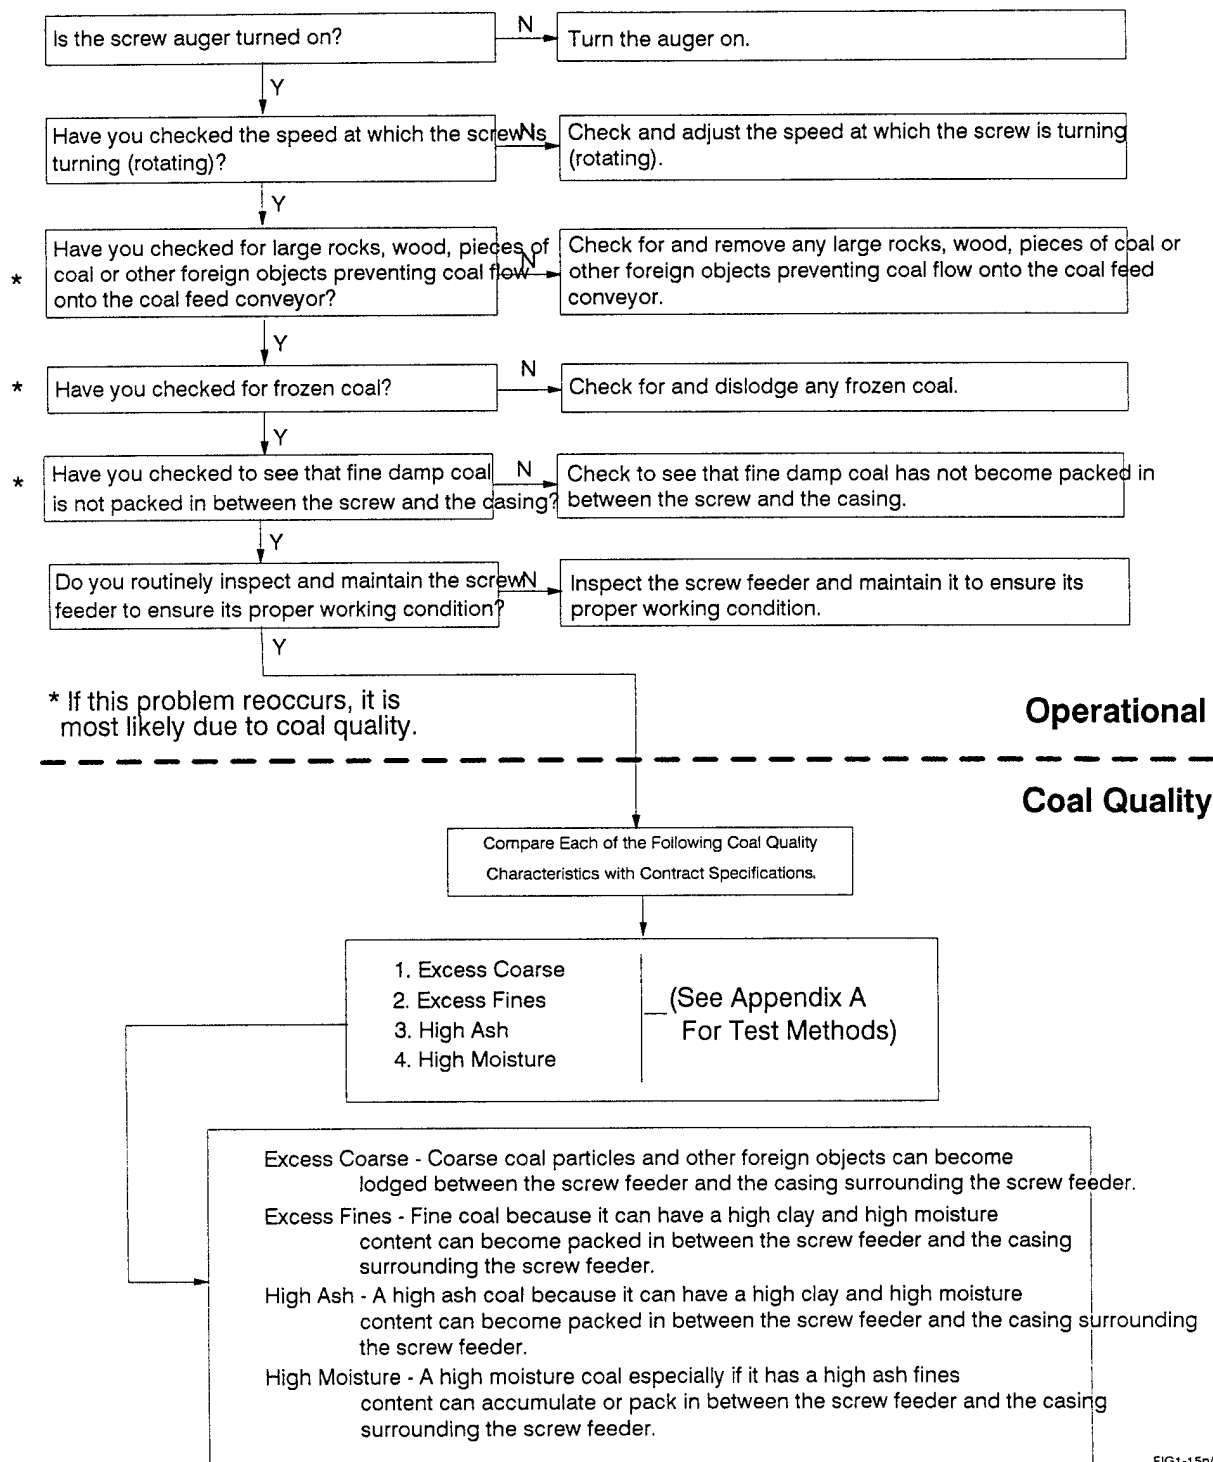 Is the screw auger turned on?
N
Turn the auger on.
Y
Have you checked the speed at which the screw is
turning (rotating)?
N
Check and adjust the speed at which the screw is turning
(rotating).
Y
*
Have you checked for large rocks, wood, pieces of
coal or other foreign objects preventing coal flow
onto the coal feed conveyor?
N
Check for and remove any large rocks, wood, pieces of coal or
other foreign objects preventing coal flow onto the coal feed
conveyor.
Y
*
Have you checked for frozen coal?
N
Check for and dislodge any frozen coal.
Y
*
Have you checked to see that fine damp coal
is not packed in between the screw and the casing?
N
Check to see that fine damp coal has not become packed in
between the screw and the casing.
Y
Do you routinely inspect and maintain the screw
feeder to ensure its proper working condition?
N
Inspect the screw feeder and maintain it to ensure its
proper working condition.
Y
* If this problem reoccurs, it is
most likely due to coal quality.
Operational
Coal Quality
Compare Each of the Following Coal Quality
Characteristics with Contract Specifications.
1. Excess Coarse
2. Excess Fines
3. High Ash
4. High Moisture
(See Appendix A
For Test Methods)
Excess Coarse - Coarse coal particles and other foreign objects can become
lodged between the screw feeder and the casing surrounding the screw feeder.
Excess Fines - Fine coal because it can have a high clay and high moisture
content can become packed in between the screw feeder and the casing
surrounding the screw feeder.
High Ash - A high ash coal because it can have a high clay and high moisture
content can become packed in between the screw feeder and the casing surrounding
the screw feeder.
High Moisture - A high moisture coal especially if it has a high ash fines
content can accumulate or pack in between the screw feeder and the casing
surrounding the screw feeder.